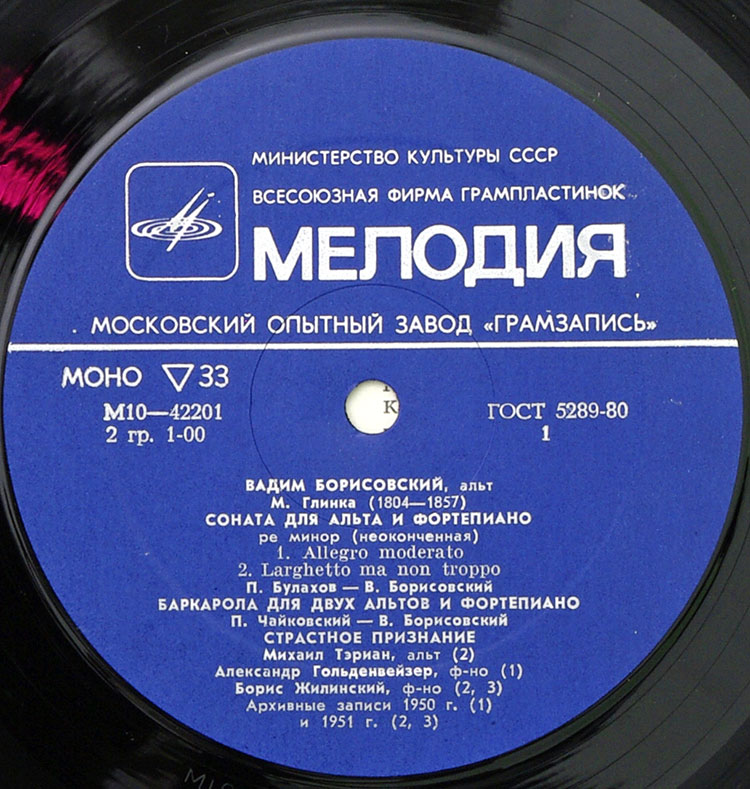 МИНИСТЕРСТВО КУЛЬТУРЫ СССР
ВСЕСОЮЗНАЯ ФИРМА ГРАМПЛАСТИНОК
МЕЛОДИЯ
МОСКОВСКИЙ ОПЫТНЫЙ ЗАВОД «ГРАМЗАПИСЬ»
МОНО ▽ 33
М10—42201
2 гр. 1-00
К
ГОСТ 5289-80
1
ВАДИМ БОРИСОВСКИЙ, альт
М. Глинка (1804—1857)
СОНАТА ДЛЯ АЛЬТА И ФОРТЕПИАНО
ре минор (неоконченная)
1. Allegro moderato
2. Larghetto ma non troppo
П. Булахов — В. Борисовский
БАРКАРОЛА ДЛЯ ДВУХ АЛЬТОВ И ФОРТЕПИАНО
П. Чайковский — В. Борисовский
СТРАСТНОЕ ПРИЗНАНИЕ
Михаил Тэриан, альт (2)
Александр Гольденвейзер, ф-но (1)
Борис Жилинский, ф-но (2, 3)
Архивные записи 1950 г. (1)
и 1951 г. (2, 3)